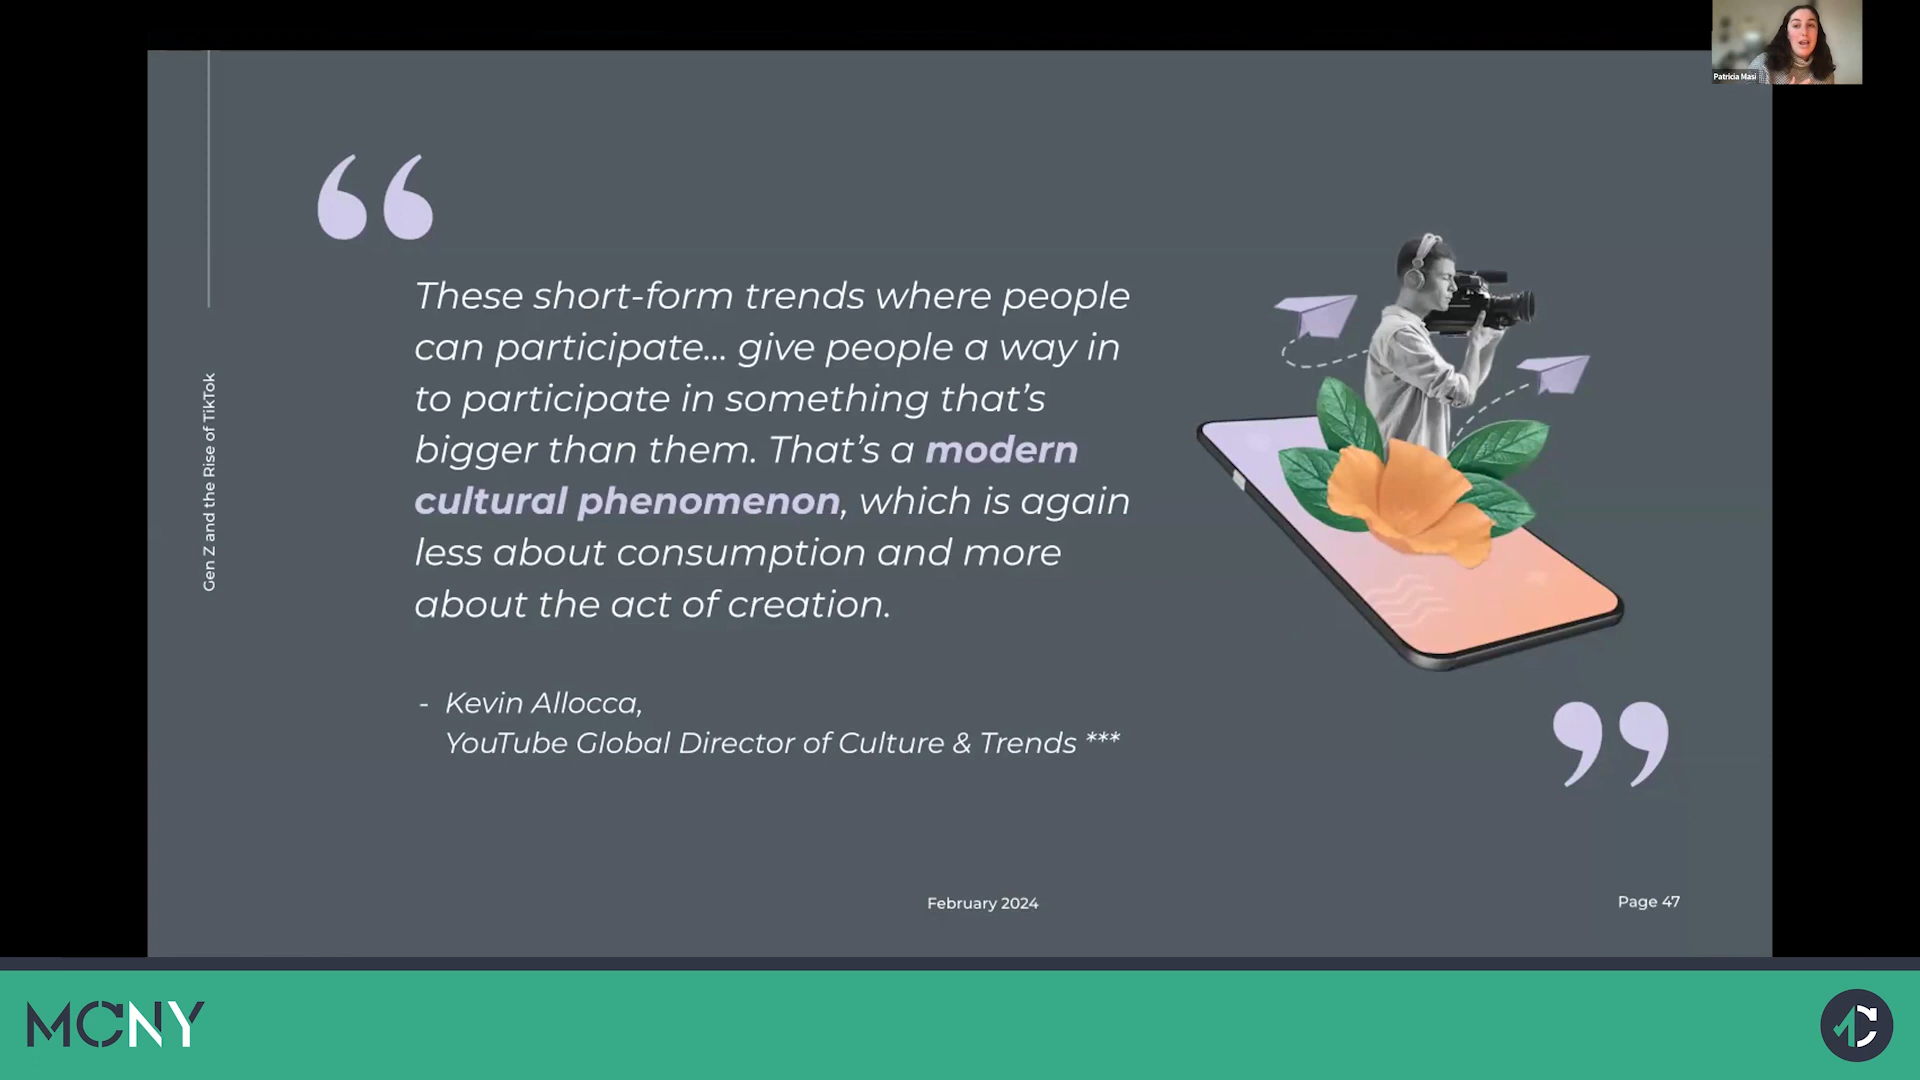 Patricia Masi
“
These short-form trends where people
can participate... give people a way in
to participate in something that’s
bigger than them. That’s a modern
cultural phenomenon, which is again
less about consumption and more
about the act of creation.
- Kevin Allocca,
YouTube Global Director of Culture & Trends ***
”
Gen Z and the Rise of TikTok
February 2024
Page 47
MCNY